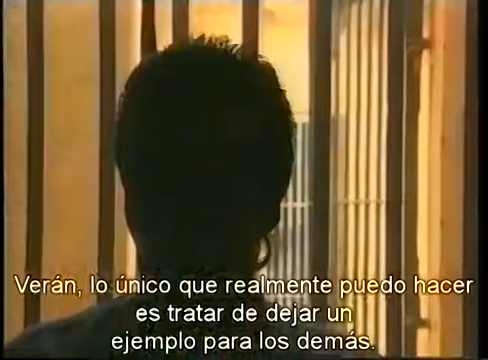 Verán, lo único que realmente puedo hacer
es tratar de dejar un
ejemplo para los demás.